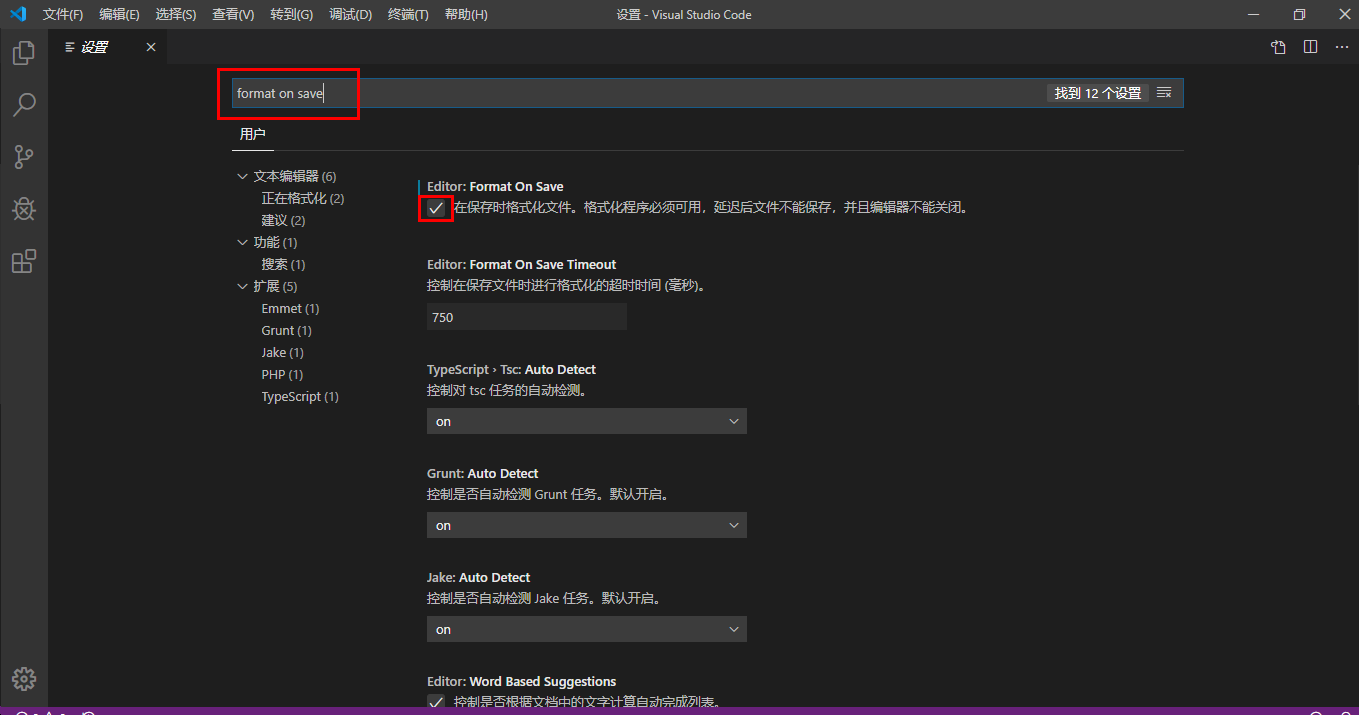 文件(F) 编辑(E) 选择(S) 查看(V) 转到(G) 调试(D) 终端(T) 帮助(H) 设置 - Visual Studio Code
设置
format on save 找到 12 个设置
用户
文本编辑器 (6)
正在格式化 (2)
建议 (2)
功能 (1)
搜索 (1)
扩展 (5)
Emmet (1)
Grunt (1)
Jake (1)
PHP (1)
TypeScript (1)
Editor: Format On Save
在保存时格式化文件。格式化程序必须可用，延迟后文件不能保存，并且编辑器不能关闭。
Editor: Format On Save Timeout
控制在保存文件时进行格式化的超时时间 (毫秒)。
750
TypeScript › Tsc: Auto Detect
控制对 tsc 任务的自动检测。
on
Grunt: Auto Detect
控制是否自动检测 Grunt 任务。默认开启。
on
Jake: Auto Detect
控制是否自动检测 Jake 任务。默认开启。
on
Editor: Word Based Suggestions
控制是否根据文档中的文字计算自动完成列表。